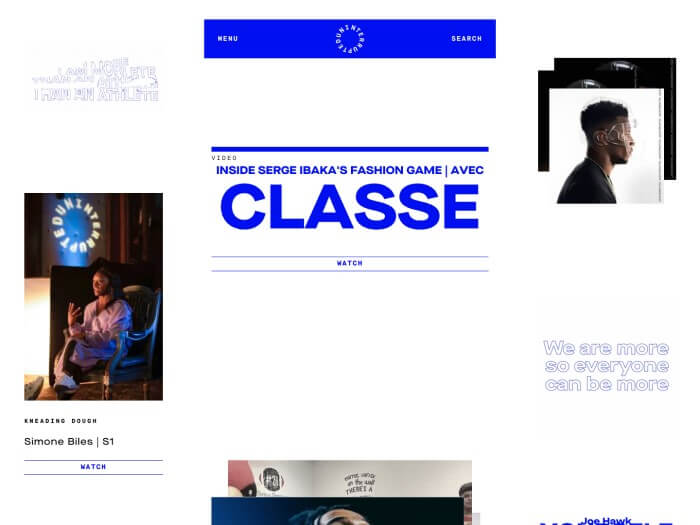 MENU
UNINTERRUPTED
SEARCH
I AM MORE
THAN AN ATHLETE
VIDEO
INSIDE SERGE IBAKA'S FASHION GAME | AVEC
CLASSE
WATCH
UNINTERRUPTED
KNEADING DOUGH
Simone Biles | S1
WATCH
We are more
so everyone
can be more
THERE'S A
Joe Hawk